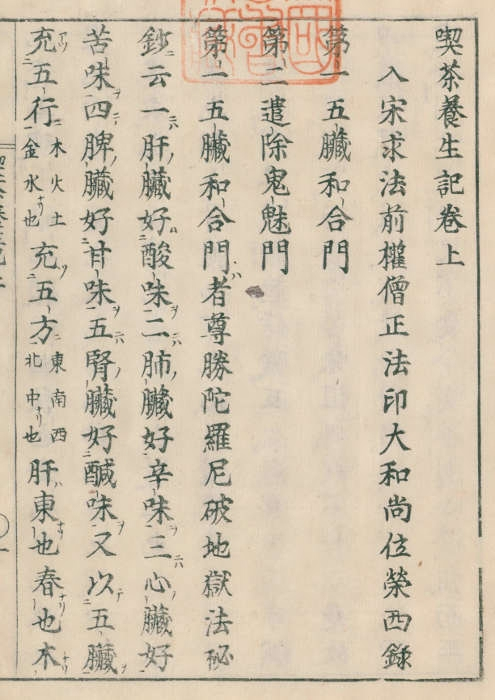 喫茶養生記卷上
入宋求法前權僧正法印大和尚位榮西錄
第一五臟和合門
第二遣除鬼魅門
第一五臟和合門者尊勝陀羅尼破地獄法秘
鈔云一肝臟好酸味二肺臟好辛味三心臟好
苦味四脾臟好甘味五腎臟好醎味又以五臟
充五行木火土金水也充五方東南西北中也肝東也春也木